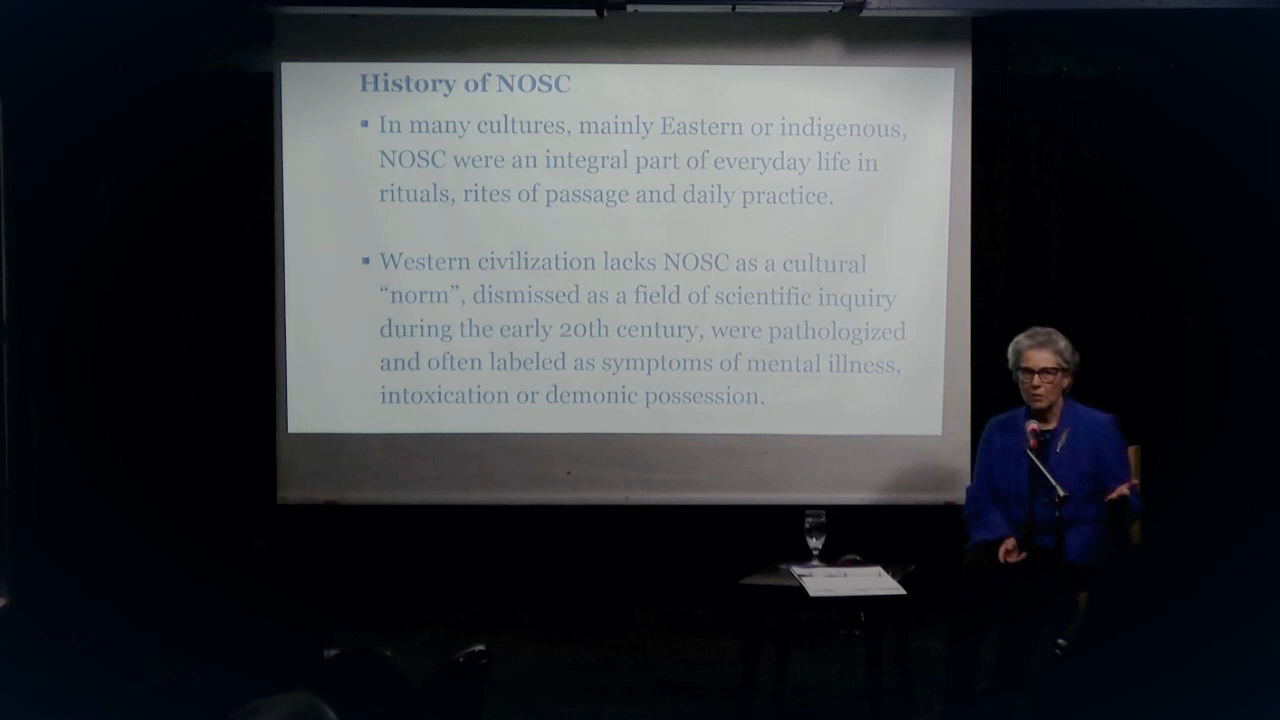 History of NOSC
▪ In many cultures, mainly Eastern or indigenous,
NOSC were an integral part of everyday life in
rituals, rites of passage and daily practice.
▪ Western civilization lacks NOSC as a cultural
“norm”, dismissed as a field of scientific inquiry
during the early 20th century, were pathologized
and often labeled as symptoms of mental illness,
intoxication or demonic possession.